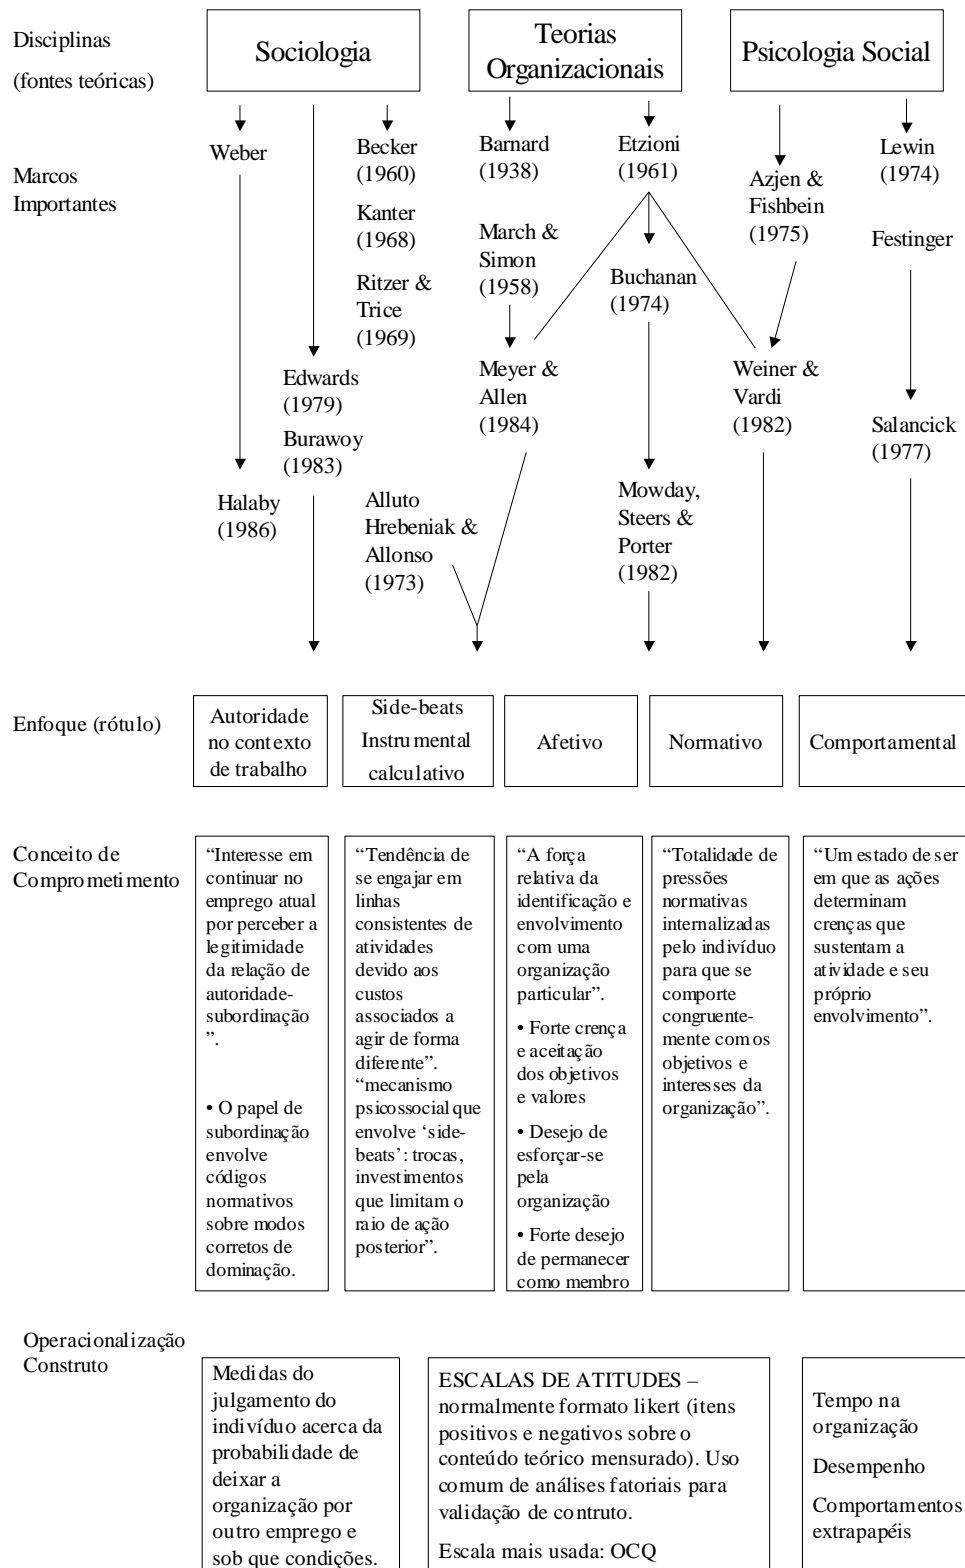 Disciplinas
(fontes teóricas)
Sociologia
Teorias
Organizacionais
Psicologia Social
Marcos
Importantes
Weber
Becker
(1960)
Kanter
(1968)
Ritzer &
Trice
(1969)
Edwards
(1979)
Burawoy
(1983)
Halaby
(1986)
Alluto
Hrebeniak &
Allonso
(1973)
Barnard
(1938)
March &
Simon
(1958)
Meyer &
Allen
(1984)
Etzioni
(1961)
Buchanan
(1974)
Mowday,
Steers &
Porter
(1982)
Azjen &
Fishbein
(1975)
Weiner &
Vardi
(1982)
Lewin
(1974)
Festinger
Salancick
(1977)
Enfoque (rótulo)
Autoridade
no contexto
de trabalho
Side-beats
Instrumental
calculativo
Afetivo
Normativo
Comportamental
Conceito de
Comprometimento
“Interesse em
continuar no
emprego atual
por perceber a
legitimidade
da relação de
autoridade-
subordinação
”.
• O papel de
subordinação
envolve
códigos
normativos
sobre modos
corretos de
dominação.
“Tendência de
se engajar em
linhas
consistentes de
atividades
devido aos
custos
associados a
agir de forma
diferente”.
“mecanismo
psicossocial que
envolve ‘side-
beats’: trocas,
investimentos
que limitam o
raio de ação
posterior”.
“A força
relativa da
identificação e
envolvimento
com uma
organização
particular”.
• Forte crença
e aceitação
dos objetivos
e valores
• Desejo de
esforçar-se
pela
organização
• Forte desejo
de permanecer
como membro
“Totalidade de
pressões
normativas
internalizadas
pelo indivíduo
para que se
comporte
congruente-
mente com os
objetivos e
interesses da
organização”.
“Um estado de ser
em que as ações
determinam
crenças que
sustentam a
atividade e seu
próprio
envolvimento”.
Operacionalização
Construto
Medidas do
julgamento do
indivíduo acerca da
probabilidade de
deixar a
organização por
outro emprego e
sob que condições.
ESCALAS DE ATITUDES –
normalmente formato likert (itens
positivos e negativos sobre o
conteúdo teórico mensurado). Uso
comum de análises fatoriais para
validação de contruto.
Escala mais usada: OCQ
Tempo na
organização
Desempenho
Comportamentos
extrapapéis